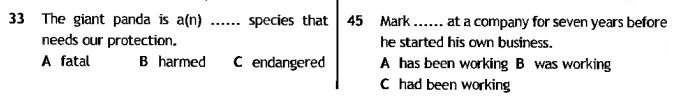 33 The giant panda is a(n) ...... species that
needs our protection.
A fatal B harmed C endangered
45 Mark ...... at a company for seven years before
he started his own business.
A has been working B was working
C had been working